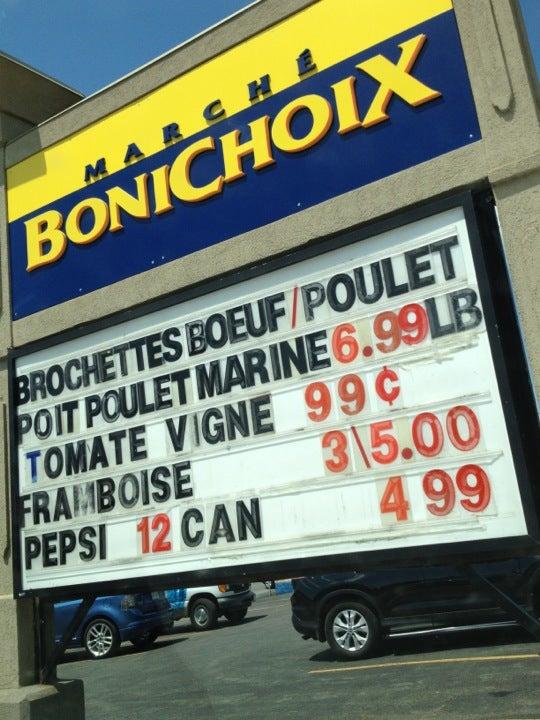 MARCHÉ
BONICHOIX
BROCHETTES BOEUF/POULET
POIT POULET MARINE 6.99LB
TOMATE VIGNE 99¢
FRAMBOISE 3\5.00
PEPSI 12 CAN 4 99